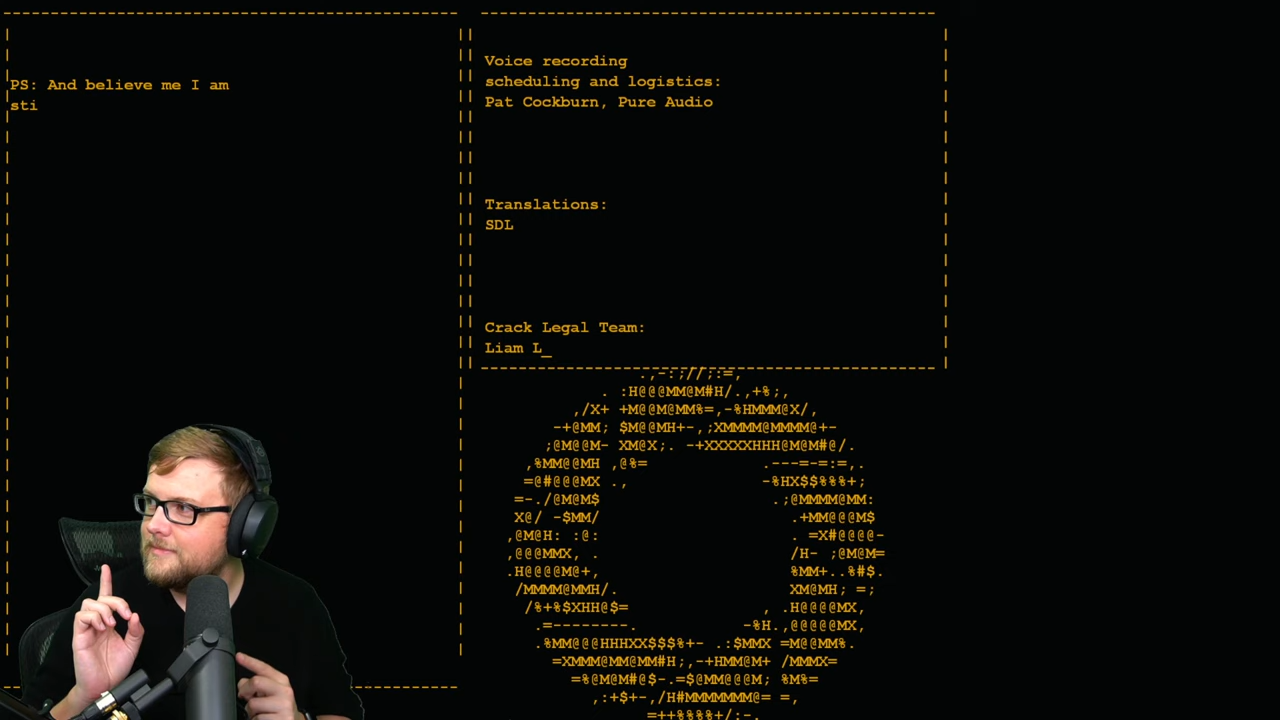 PS: And believe me I am
sti
Voice recording
scheduling and logistics:
Pat Cockburn, Pure Audio
Translations:
SDL
Crack Legal Team:
Liam L_